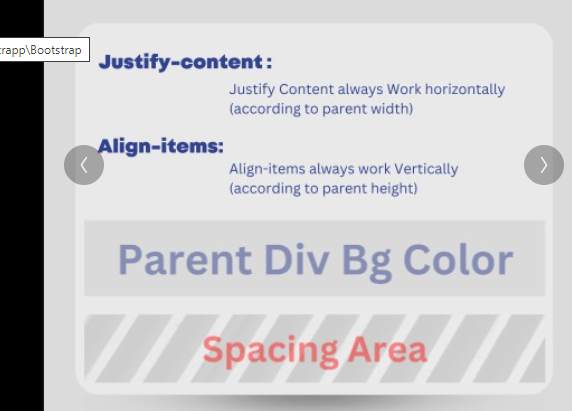 trapp\Bootstrap
Justify-content :
Justify Content always Work horizontally
(according to parent width)
Align-items:
Align-items always work Vertically
(according to parent height)
Parent Div Bg Color
Spacing Area